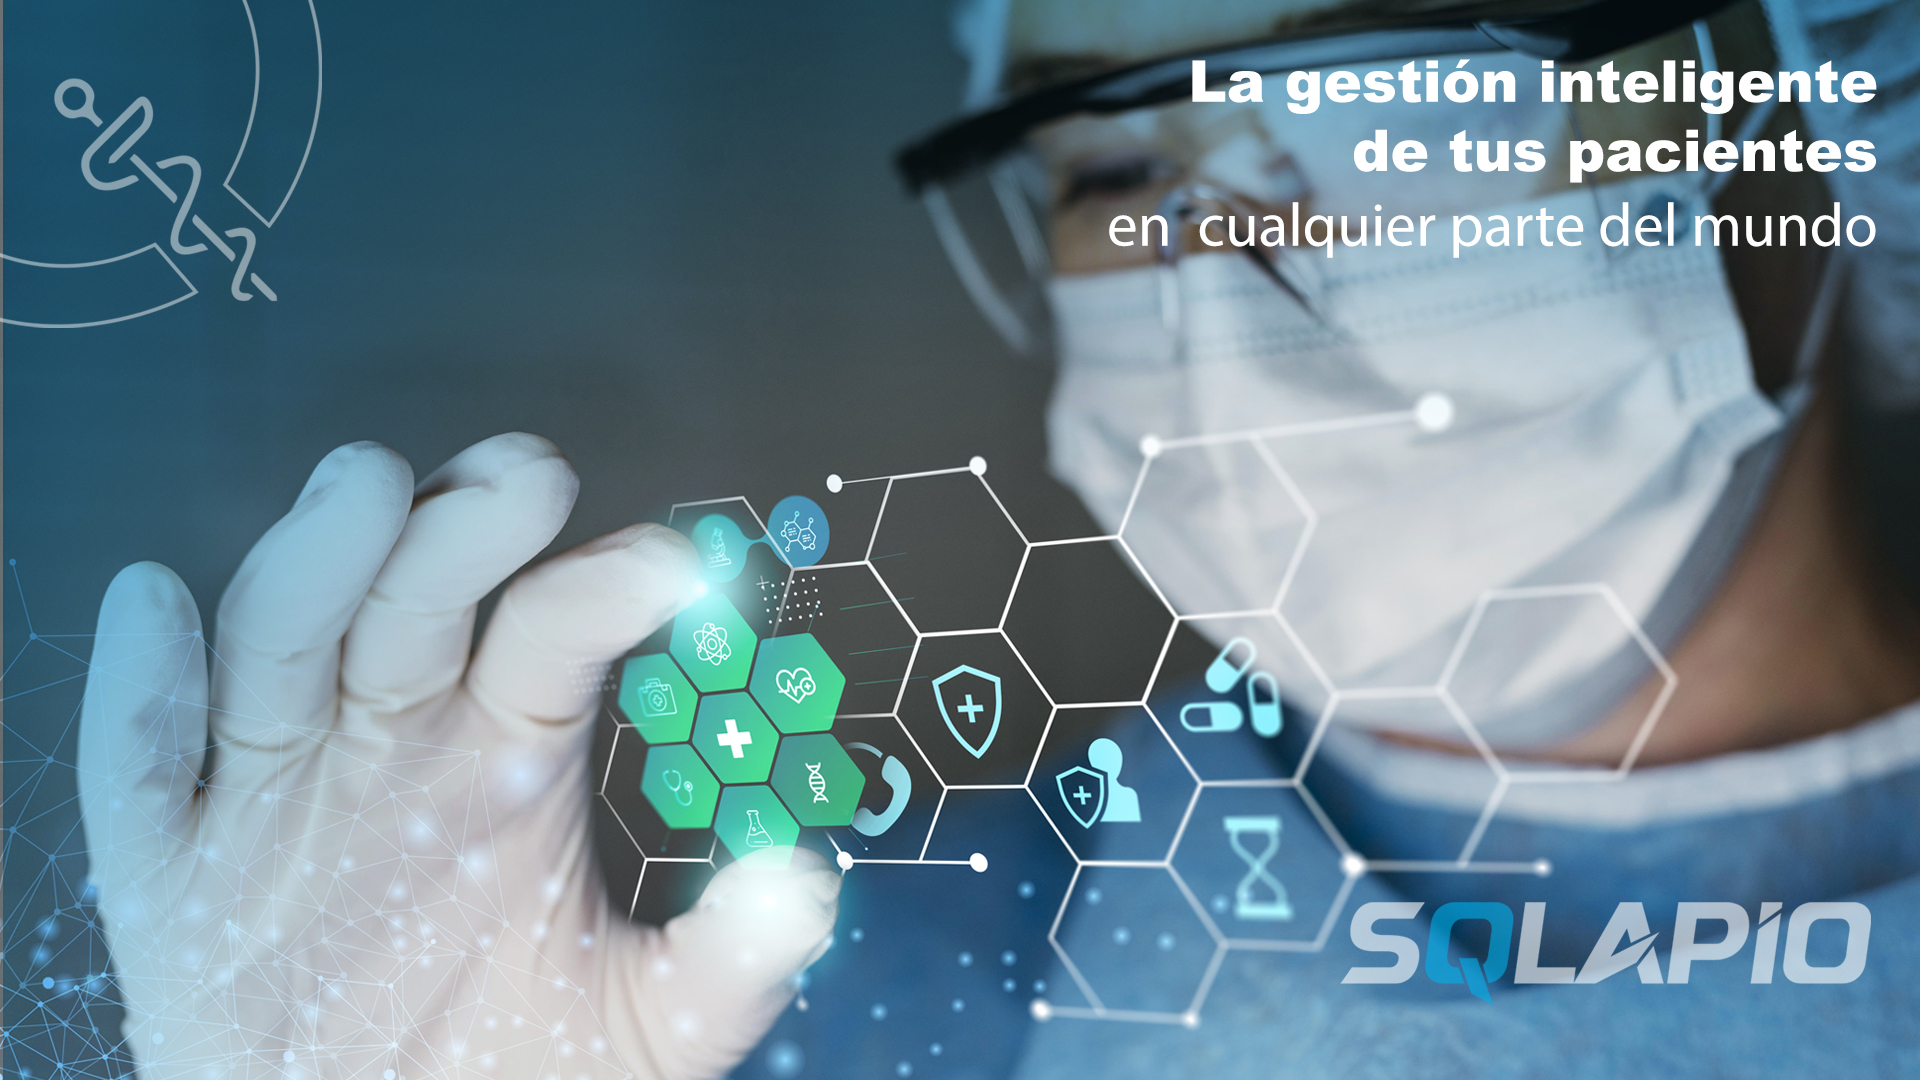 La gestión inteligente
de tus pacientes
en cualquier parte del mundo
SQLAPIO